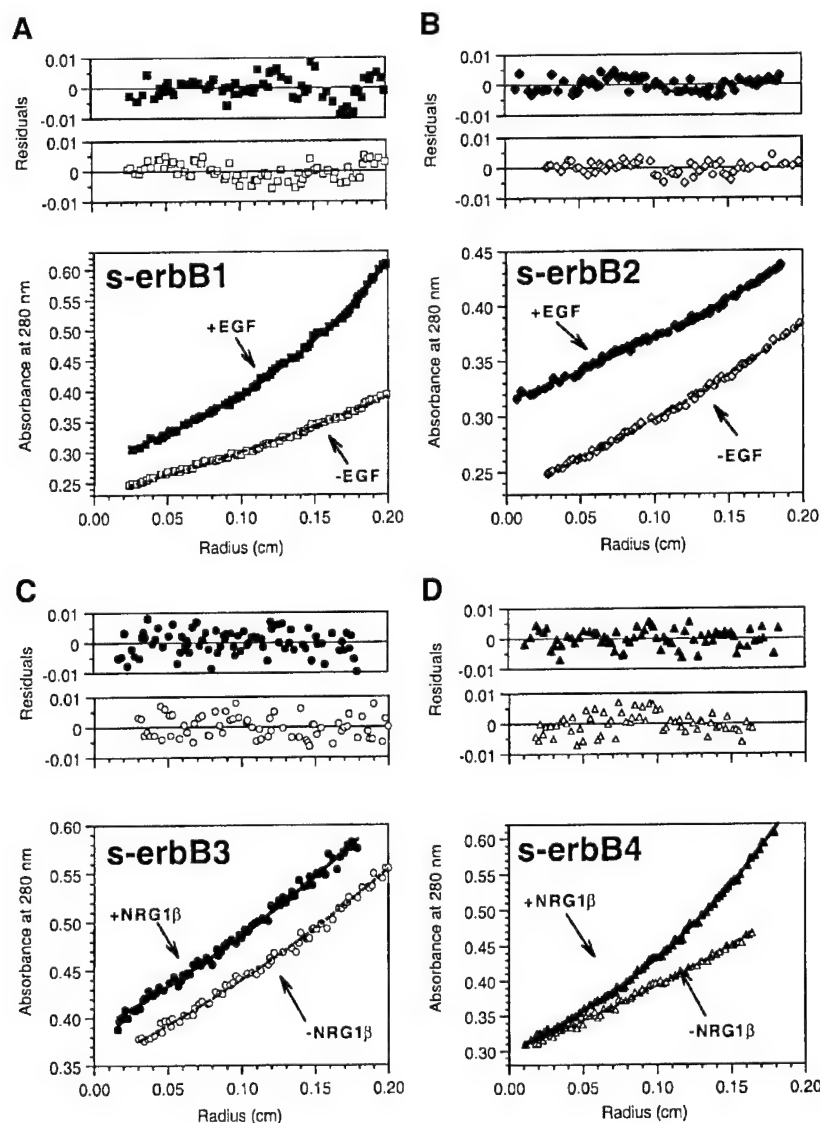 A
Residuals
0.01
0
-0.01
0.01
0
-0.01
s-erbB1
+EGF
-EGF
Absorbance at 280 nm
0.60
0.55
0.50
0.45
0.40
0.35
0.30
0.25
0.00 0.05 0.10 0.15 0.20
Radius (cm)
B
Residuals
0.01
0
-0.01
0.01
0
-0.01
s-erbB2
+EGF
-EGF
Absorbance at 280 nm
0.45
0.40
0.35
0.30
0.25
0.00 0.05 0.10 0.15 0.20
Radius (cm)
C
Residuals
0.01
0
-0.01
0.01
0
-0.01
s-erbB3
+NRG1β
-NRG1β
Absorbance at 280 nm
0.60
0.55
0.50
0.45
0.40
0.35
0.00 0.05 0.10 0.15 0.20
Radius (cm)
D
Residuals
0.01
0
-0.01
0.01
0
-0.01
s-erbB4
+NRG1β
-NRG1β
Absorbance at 280 nm
0.60
0.55
0.50
0.45
0.40
0.35
0.30
0.00 0.05 0.10 0.15 0.20
Radius (cm)